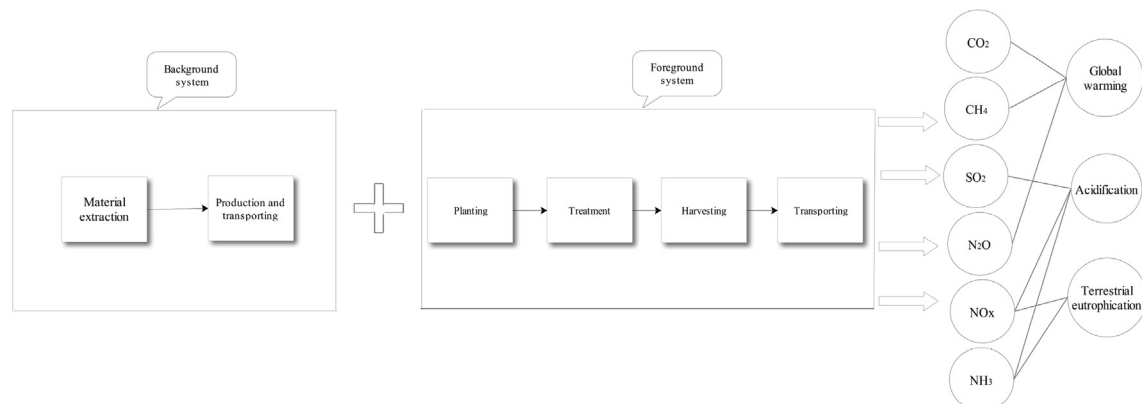 Background
system
Material
extraction
Production and
transporting
Foreground
system
Planting
Treatment
Harvesting
Transporting
CO2
CH4
SO2
N2O
NOx
NH3
Global
warming
Acidification
Terrestrial
eutrophication